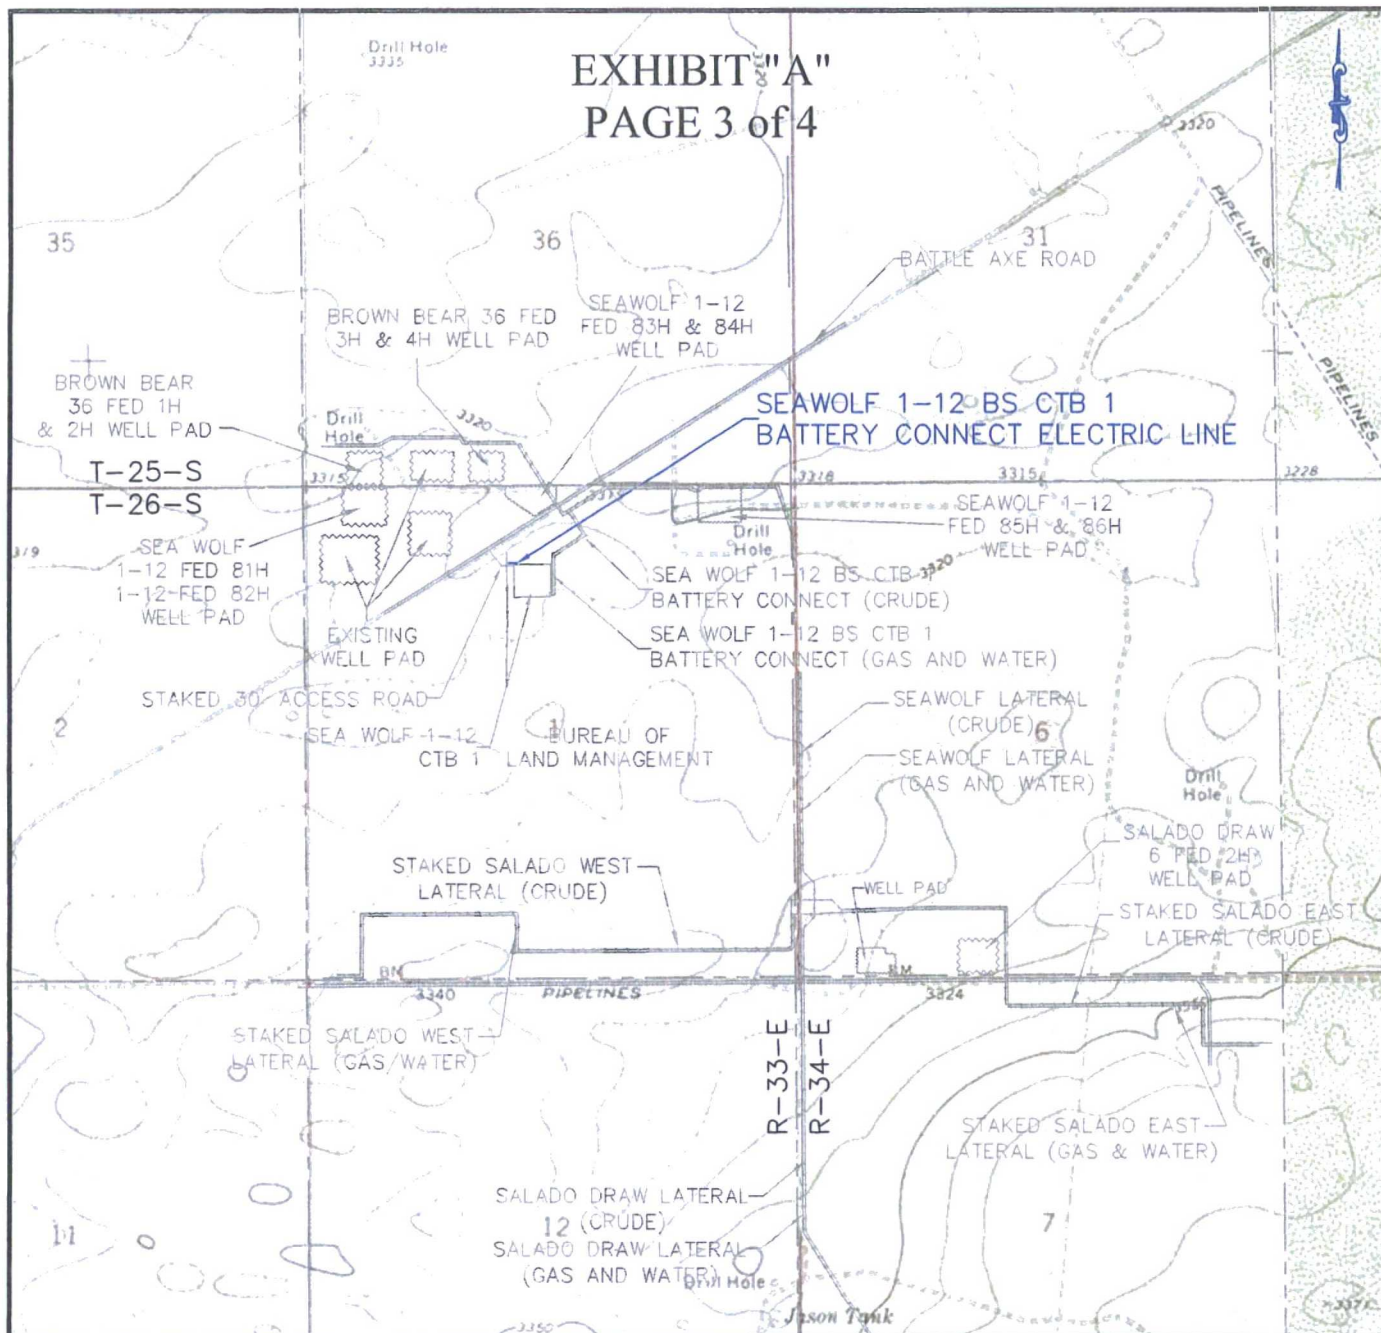 Drill Hole
3335
EXHIBIT "A"
PAGE 3 of 4
3320
3320
PIPELINES
35
36
31
BATTLE AXE ROAD
SEAWOLF 1-12
FED 83H & 84H
WELL PAD
BROWN BEAR 36 FED
3H & 4H WELL PAD
PIPELINES
BROWN BEAR
36 FED 1H
& 2H WELL PAD
SEAWOLF 1-12 BS CTB 1
BATTERY CONNECT ELECTRIC LINE
Drill
Hole
3320
T-25-S
T-26-S
3315
3318
3315
3228
SEAWOLF 1-12
FED 85H & 86H
WELL PAD
Drill
Hole
3320
SEA WOLF
1-12 FED 81H
1-12-FED 82H
WELL PAD
SEA WOLF 1-12 BS CTB 1
BATTERY CONNECT (CRUDE)
SEA WOLF 1-12 BS CTB 1
BATTERY CONNECT (GAS AND WATER)
EXISTING
WELL PAD
STAKED 30' ACCESS ROAD
SEAWOLF LATERAL
(CRUDE)
2
1
6
SEA WOLF 1-12
CTB 1
BUREAU OF
LAND MANAGEMENT
SEAWOLF LATERAL
(GAS AND WATER)
Drill
Hole
SALADO DRAW
6 FED 2H
WELL PAD
STAKED SALADO WEST
LATERAL (CRUDE)
WELL PAD
STAKED SALADO EAST
LATERAL (CRUDE)
BM
3340
PIPELINES
BM
3324
STAKED SALADO WEST
LATERAL (GAS/WATER)
R-33-E
R-34-E
STAKED SALADO EAST
LATERAL (GAS & WATER)
SALADO DRAW LATERAL
(CRUDE)
SALADO DRAW LATERAL
(GAS AND WATER)
11
12
7
Drill Hole
Jason Tank
3350